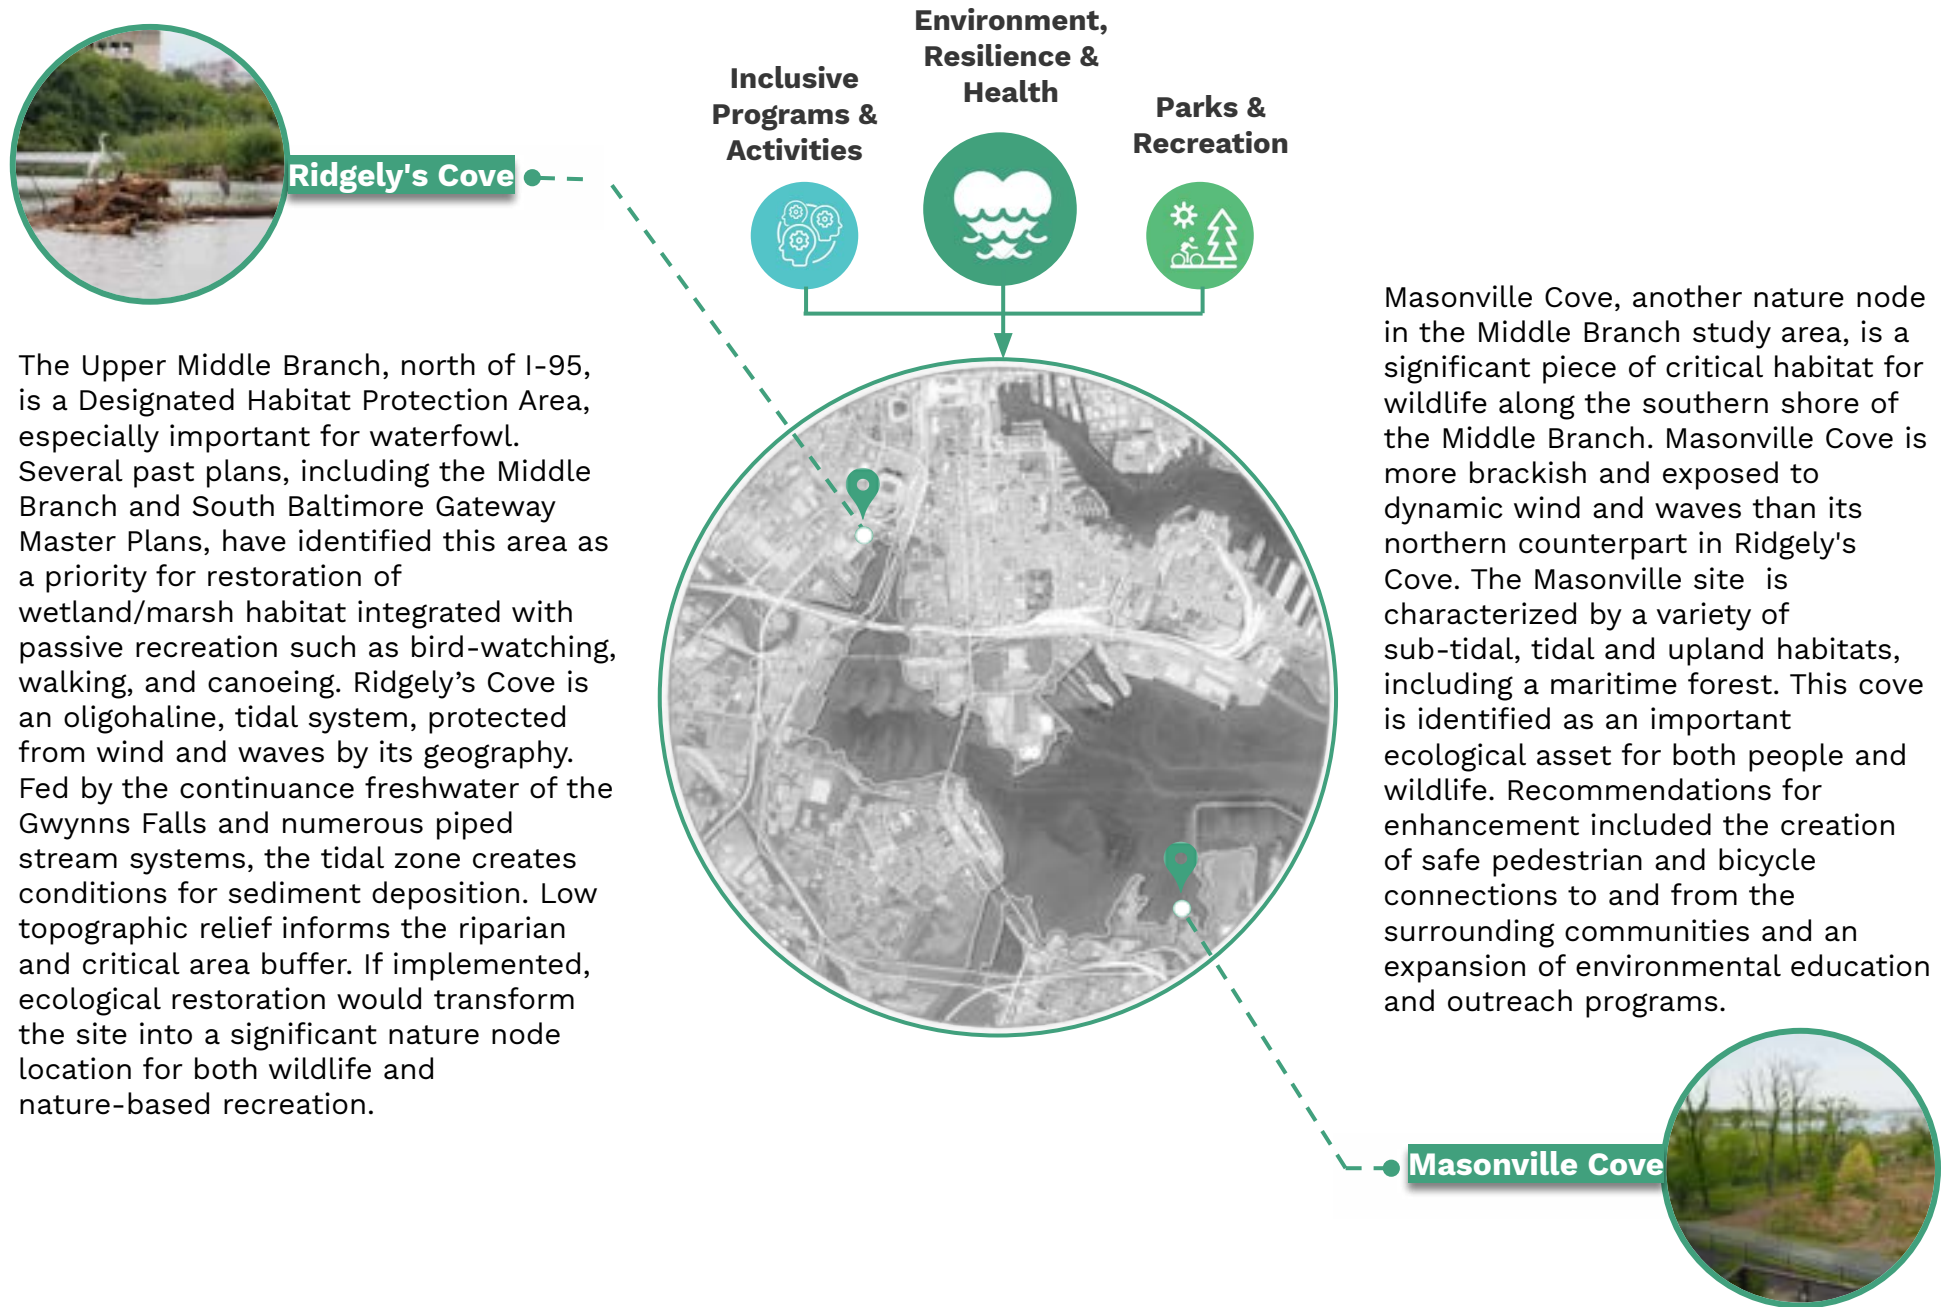 Environment,
Resilience &
Health
Inclusive
Programs &
Activities
Parks &
Recreation
Ridgely's Cove
The Upper Middle Branch, north of I-95,
is a Designated Habitat Protection Area,
especially important for waterfowl.
Several past plans, including the Middle
Branch and South Baltimore Gateway
Master Plans, have identified this area as
a priority for restoration of
wetland/marsh habitat integrated with
passive recreation such as bird-watching,
walking, and canoeing. Ridgely’s Cove is
an oligohaline, tidal system, protected
from wind and waves by its geography.
Fed by the continuance freshwater of the
Gwynns Falls and numerous piped
stream systems, the tidal zone creates
conditions for sediment deposition. Low
topographic relief informs the riparian
and critical area buffer. If implemented,
ecological restoration would transform
the site into a significant nature node
location for both wildlife and
nature-based recreation.
Masonville Cove, another nature node
in the Middle Branch study area, is a
significant piece of critical habitat for
wildlife along the southern shore of
the Middle Branch. Masonville Cove is
more brackish and exposed to
dynamic wind and waves than its
northern counterpart in Ridgely's
Cove. The Masonville site  is
characterized by a variety of
sub-tidal, tidal and upland habitats,
including a maritime forest. This cove
is identified as an important
ecological asset for both people and
wildlife. Recommendations for
enhancement included the creation
of safe pedestrian and bicycle
connections to and from the
surrounding communities and an
expansion of environmental education
and outreach programs.
Masonville Cove